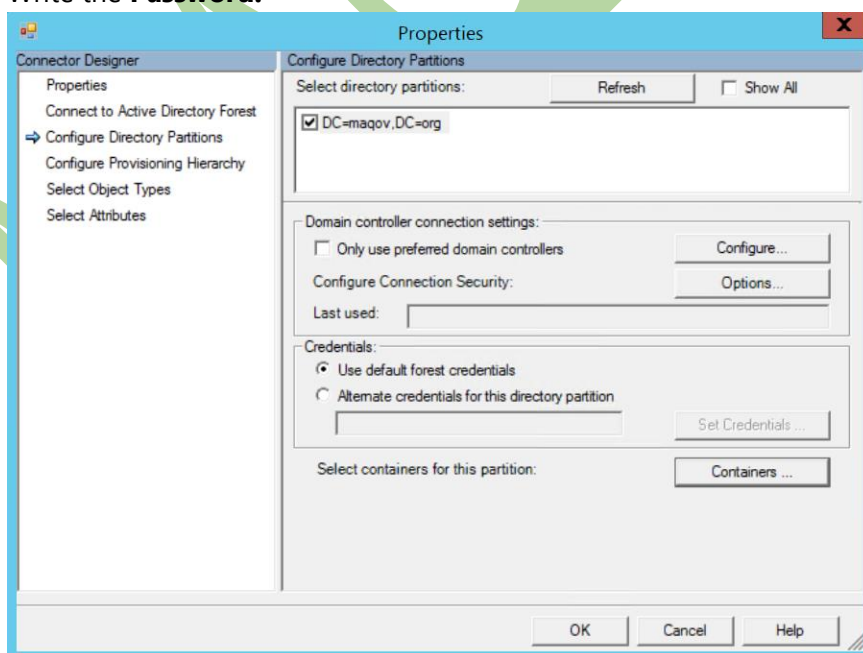 Write the Password.
Properties
X
Connector Designer
Properties
Connect to Active Directory Forest
Configure Directory Partitions
Configure Provisioning Hierarchy
Select Object Types
Select Attributes
Configure Directory Partitions
Select directory partitions:
Refresh
Show All
DC=maqov,DC=org
Domain controller connection settings:
Only use preferred domain controllers
Configure...
Configure Connection Security:
Options...
Last used:
Credentials:
Use default forest credentials
Alternate credentials for this directory partition
Set Credentials ...
Select containers for this partition:
Containers ...
OK
Cancel
Help